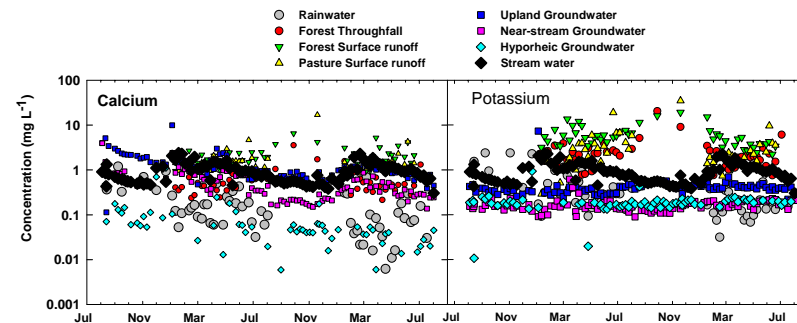 Rainwater
Forest Throughfall
Forest Surface runoff
Pasture Surface runoff
Upland Groundwater
Near-stream Groundwater
Hyporheic Groundwater
Stream water
Concentration (mg L-1)
100
10
1
0.1
0.01
0.001
Calcium
Potassium
Jul Nov Mar Jul Nov Mar Jul
Jul Nov Mar Jul Nov Mar Jul